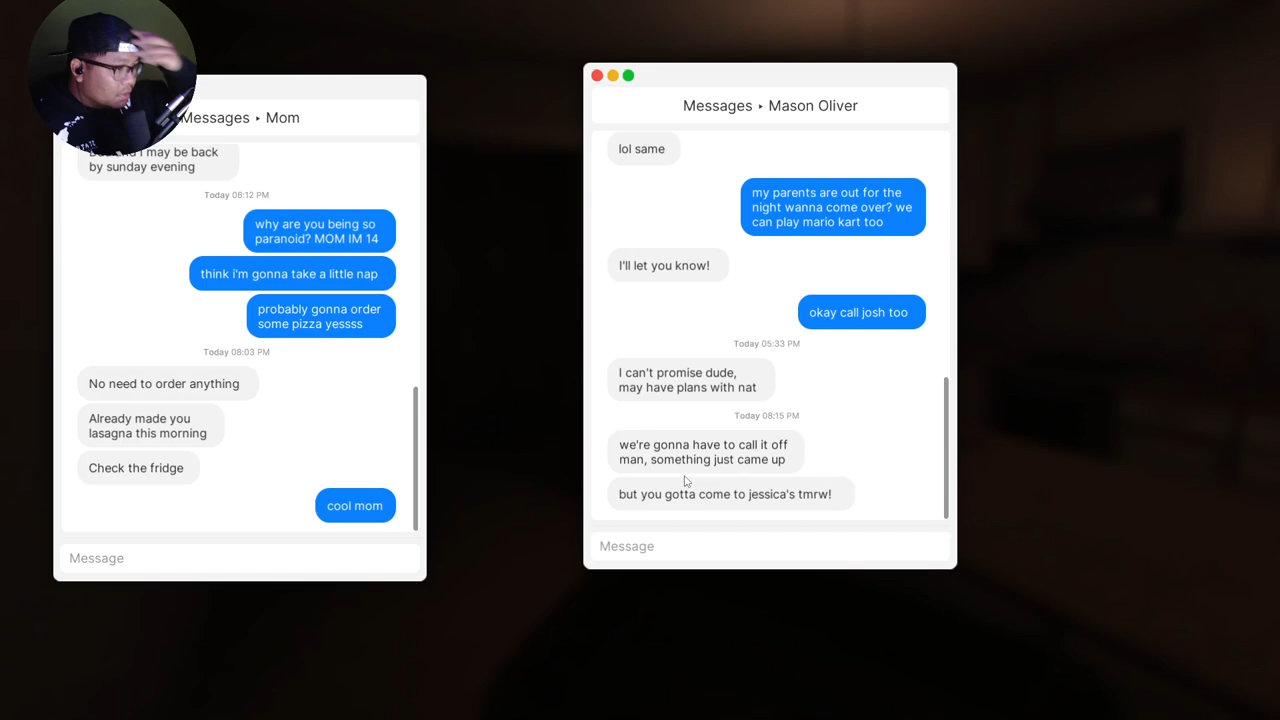 Messages ▸ Mom
I may be back
by sunday evening
Today 06:12 PM
why are you being so
paranoid? MOM IM 14
think i'm gonna take a little nap
probably gonna order
some pizza yessss
Today 08:03 PM
No need to order anything
Already made you
lasagna this morning
Check the fridge
cool mom
Message
Messages ▸ Mason Oliver
lol same
my parents are out for the
night wanna come over? we
can play mario kart too
I'll let you know!
okay call josh too
Today 05:33 PM
I can't promise dude,
may have plans with nat
Today 08:15 PM
we're gonna have to call it off
man, something just came up
but you gotta come to jessica's tmrw!
Message